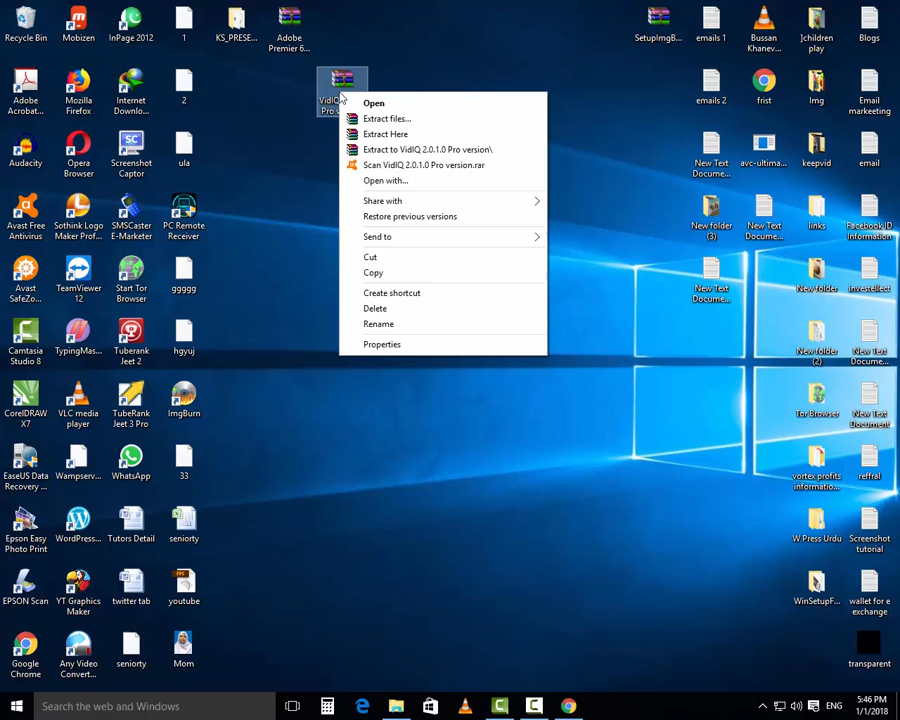 Recycle Bin
Mobizen
InPage 2012
1
KS_PRESE...
Adobe
Premier 6...
SetupImgB...
emails 1
Bussan
Khanev...
]children
play
Blogs
Adobe
Acrobat...
Mozilla
Firefox
Internet
Downlo...
2
VidIQ
Pro
emails 2
frist
Img
Email
markeeting
Audacity
Opera
Browser
SC
Screenshot
Captor
ula
New Text
Docume...
avc-ultima...
keepvid
email
Avast Free
Antivirus
Sothink Logo
Maker Prof...
SMSCaster
E-Marketer
PC Remote
Receiver
New folder
(3)
New Text
Docume...
links
Facebook ID
Information
Avast
SafeZo...
TeamViewer
12
Start Tor
Browser
ggggg
New Text
Docume...
New folder
investellect
Camtasia
Studio 8
TypingMas...
Tuberank
Jeet 2
hgyuj
New folder
(2)
New Text
Docume...
CorelDRAW
X7
VLC media
player
TubeRank
Jeet 3 Pro
ImgBurn
Tor Browser
New Text
Document
EaseUS Data
Recovery ...
Wampserv...
WhatsApp
33
vortex profits
informatio...
reffral
Epson Easy
Photo Print
WordPress...
Tutors Detail
seniorty
W Press Urdu
Screenshot
tutorial
EPSON Scan
YT Graphics
Maker
twitter tab
youtube
WinSetupF...
wallet for e
exchange
Google
Chrome
Any Video
Convert...
seniorty
Mom
transparent
Open
Extract files...
Extract Here
Extract to VidIQ 2.0.1.0 Pro version\
Scan VidIQ 2.0.1.0 Pro version.rar
Open with...
Share with
Restore previous versions
Send to
Cut
Copy
Create shortcut
Delete
Rename
Properties
Search the web and Windows
ENG
5:46 PM
1/1/2018